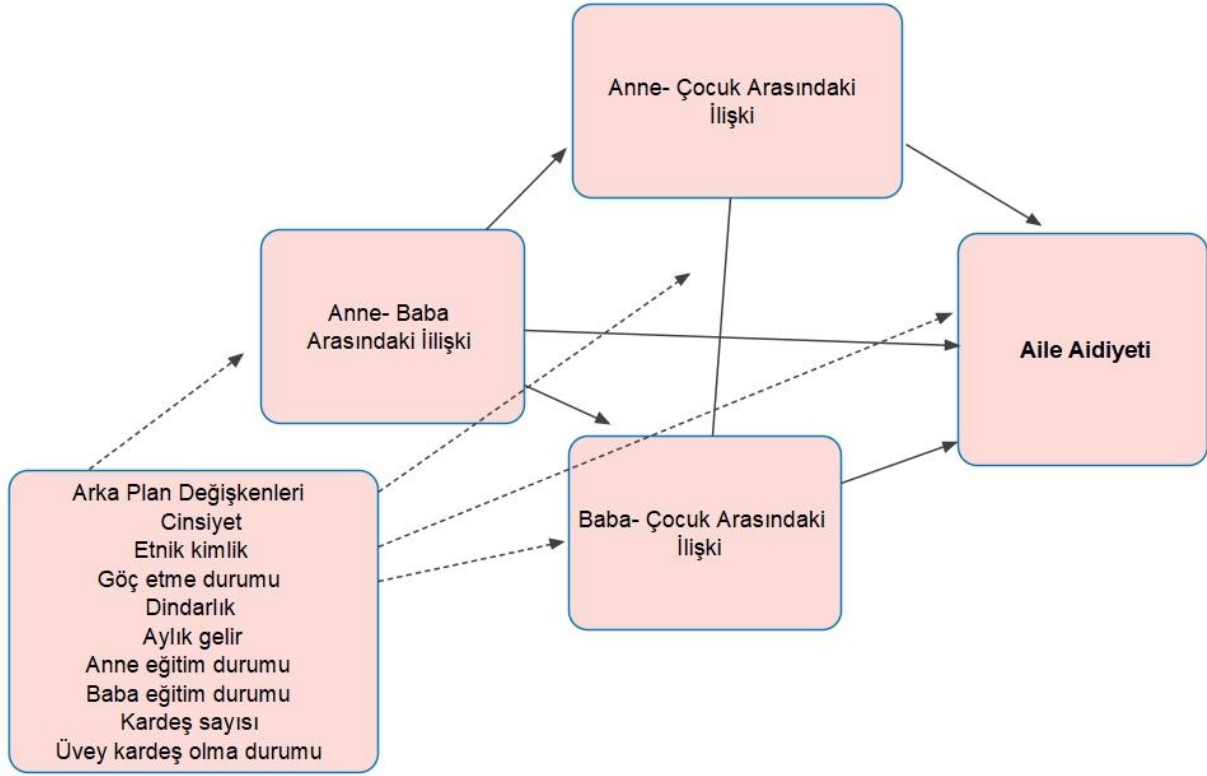 Anne- Çocuk Arasındaki
İlişki
Anne- Baba
Arasındaki İilişki
Aile Aidiyeti
Baba- Çocuk Arasındaki
İlişki
Arka Plan Değişkenleri
Cinsiyet
Etnik kimlik
Göç etme durumu
Dindarlık
Aylık gelir
Anne eğitim durumu
Baba eğitim durumu
Kardeş sayısı
Üvey kardeş olma durumu